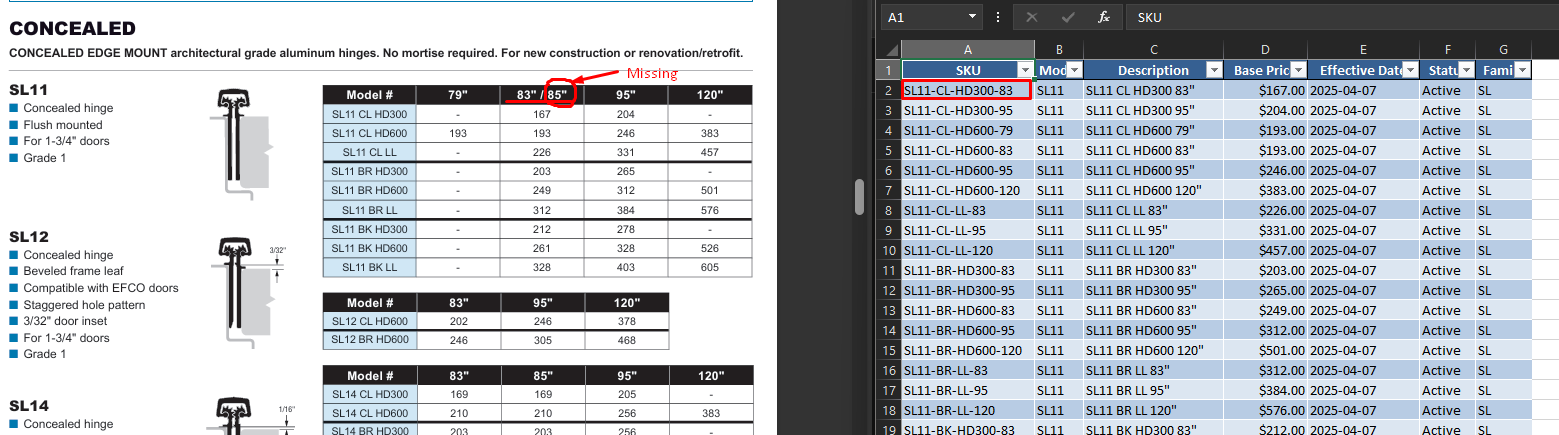 CONCEALED
CONCEALED EDGE MOUNT architectural grade aluminum hinges. No mortise required. For new construction or renovation/retrofit.
Missing
SL11
Concealed hinge
Flush mounted
For 1-3/4" doors
Grade 1
Model # 79" 83" / 85" 95" 120"
SL11 CL HD300 - 167 204 -
SL11 CL HD600 193 193 246 383
SL11 CL LL - 226 331 457
SL11 BR HD300 - 203 265 -
SL11 BR HD600 - 249 312 501
SL11 BR LL - 312 384 576
SL11 BK HD300 - 212 278 -
SL11 BK HD600 - 261 328 526
SL11 BK LL - 328 403 605
SL12
Concealed hinge
Beveled frame leaf
Compatible with EFCO doors
Staggered hole pattern
3/32" door inset
For 1-3/4" doors
Grade 1
3/32"
Model # 83" 95" 120"
SL12 CL HD600 202 246 378
SL12 BR HD600 246 305 468
SL14
Concealed hinge
1/16"
Model # 83" 85" 95" 120"
SL14 CL HD300 169 169 205 -
SL14 CL HD600 210 210 256 383
SL14 BR HD300 203 203 256 -
A1 fx SKU
A B C D E F G
1 SKU Mod Description Base Pric Effective Date Statu Fami
2 SL11-CL-HD300-83 SL11 SL11 CL HD300 83" $167.00 2025-04-07 Active SL
3 SL11-CL-HD300-95 SL11 SL11 CL HD300 95" $204.00 2025-04-07 Active SL
4 SL11-CL-HD600-79 SL11 SL11 CL HD600 79" $193.00 2025-04-07 Active SL
5 SL11-CL-HD600-83 SL11 SL11 CL HD600 83" $193.00 2025-04-07 Active SL
6 SL11-CL-HD600-95 SL11 SL11 CL HD600 95" $246.00 2025-04-07 Active SL
7 SL11-CL-HD600-120 SL11 SL11 CL HD600 120" $383.00 2025-04-07 Active SL
8 SL11-CL-LL-83 SL11 SL11 CL LL 83" $226.00 2025-04-07 Active SL
9 SL11-CL-LL-95 SL11 SL11 CL LL 95" $331.00 2025-04-07 Active SL
10 SL11-CL-LL-120 SL11 SL11 CL LL 120" $457.00 2025-04-07 Active SL
11 SL11-BR-HD300-83 SL11 SL11 BR HD300 83" $203.00 2025-04-07 Active SL
12 SL11-BR-HD300-95 SL11 SL11 BR HD300 95" $265.00 2025-04-07 Active SL
13 SL11-BR-HD600-83 SL11 SL11 BR HD600 83" $249.00 2025-04-07 Active SL
14 SL11-BR-HD600-95 SL11 SL11 BR HD600 95" $312.00 2025-04-07 Active SL
15 SL11-BR-HD600-120 SL11 SL11 BR HD600 120" $501.00 2025-04-07 Active SL
16 SL11-BR-LL-83 SL11 SL11 BR LL 83" $312.00 2025-04-07 Active SL
17 SL11-BR-LL-95 SL11 SL11 BR LL 95" $384.00 2025-04-07 Active SL
18 SL11-BR-LL-120 SL11 SL11 BR LL 120" $576.00 2025-04-07 Active SL
19 SL11-BK-HD300-83 SL11 SL11 BK HD300 83" $212.00 2025-04-07 Active SL